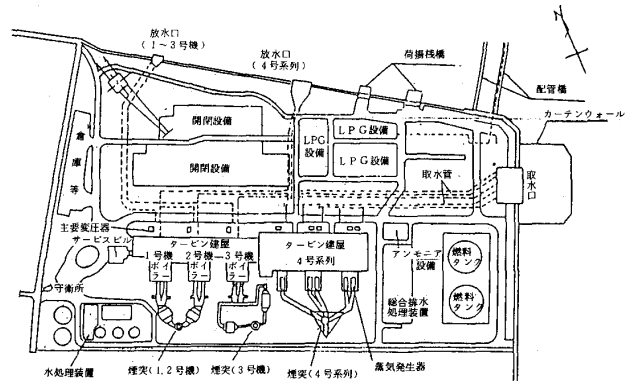 放水口
(1～3号機)
放水口
(4号系列)
荷揚桟橋
N
配管橋
カーテンウォール
開閉設備
開閉設備
LPG
設備
LPG設備
LPG設備
取水管
取水口
倉庫等
主要変圧器
サービスビル
タービン建屋
1号機
2号機
3号機
ボイラー
ボイラー
ボイラー
タービン建屋
4号系列
アンモニア
設備
燃料
タンク
燃料
タンク
総合排水
処理装置
守衛所
水処理装置
煙突(1,2号機)
煙突(3号機)
煙突(4号系列)
蒸気発生器